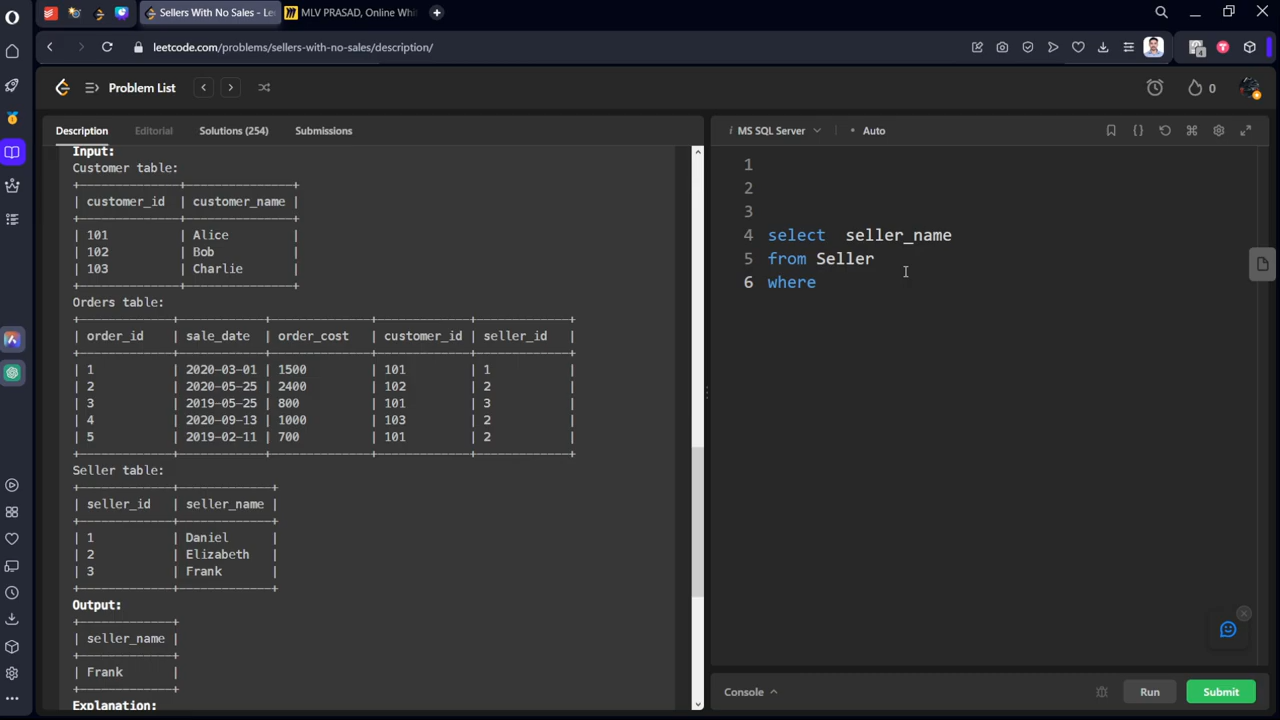 Sellers With No Sales - Lee
MLV PRASAD, Online Whi
leetcode.com/problems/sellers-with-no-sales/description/
4
Problem List
0
Description
Editorial
Solutions (254)
Submissions
MS SQL Server
Auto
Input:
Customer table:
+-------------+---------------+
| customer_id | customer_name |
+-------------+---------------+
| 101 | Alice |
| 102 | Bob |
| 103 | Charlie |
+-------------+---------------+
Orders table:
+-------------+------------+--------------+-------------+-------------+
| order_id | sale_date | order_cost | customer_id | seller_id |
+-------------+------------+--------------+-------------+-------------+
| 1 | 2020-03-01 | 1500 | 101 | 1 |
| 2 | 2020-05-25 | 2400 | 102 | 2 |
| 3 | 2019-05-25 | 800 | 101 | 3 |
| 4 | 2020-09-13 | 1000 | 103 | 2 |
| 5 | 2019-02-11 | 700 | 101 | 2 |
+-------------+------------+--------------+-------------+-------------+
Seller table:
+-------------+-------------+
| seller_id | seller_name |
+-------------+-------------+
| 1 | Daniel |
| 2 | Elizabeth |
| 3 | Frank |
+-------------+-------------+
Output:
+-------------+
| seller_name |
+-------------+
| Frank |
+-------------+
Explanation:
1
2
3
4 select seller_name
5 from Seller
6 where
Console
Run
Submit